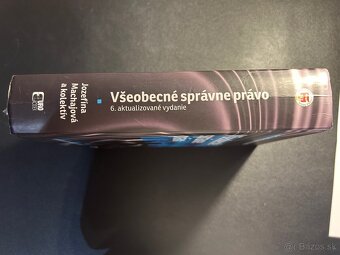 Jozefína
Machajová
a kolektív
Všeobecné správne právo
6. aktualizované vydanie
Bazos.sk